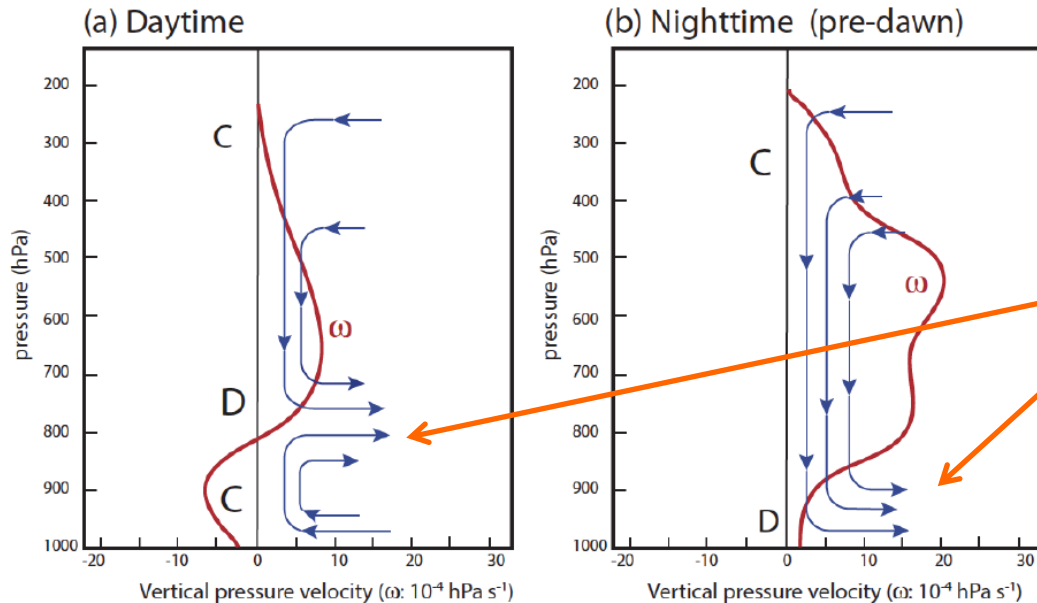 (a) Daytime
200
300
400
500
600
700
800
900
1000
pressure (hPa)
C
D
C
ω
-20
-10
0
10
20
30
Vertical pressure velocity (ω: 10⁻⁴ hPa s⁻¹)
(b) Nighttime (pre-dawn)
200
300
400
500
600
700
800
900
1000
pressure (hPa)
C
D
ω
-20
-10
0
10
20
30
Vertical pressure velocity (ω: 10⁻⁴ hPa s⁻¹)